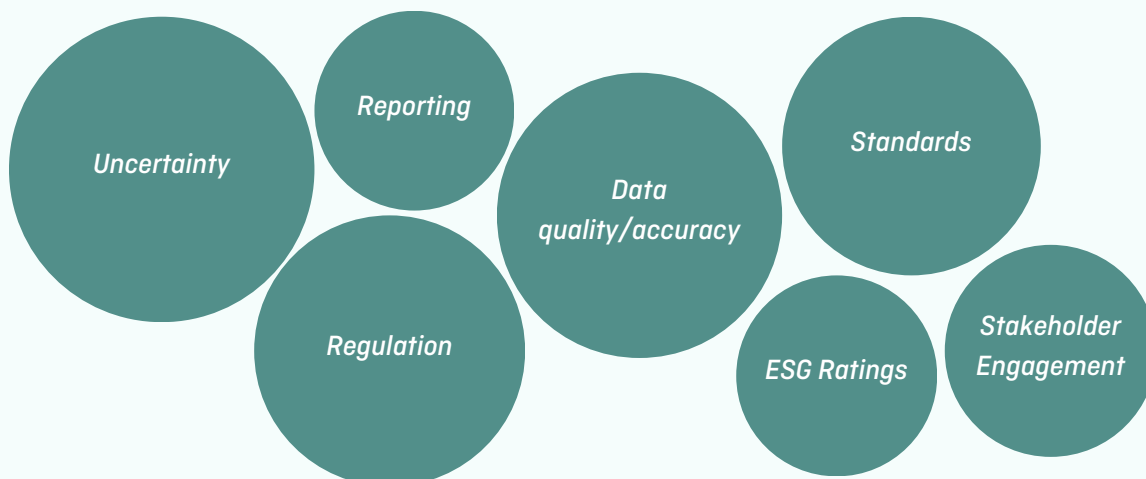 Uncertainty
Reporting
Data
quality/accuracy
Standards
Regulation
ESG Ratings
Stakeholder
Engagement